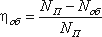 η_об = (N_П − N_об) / N_П